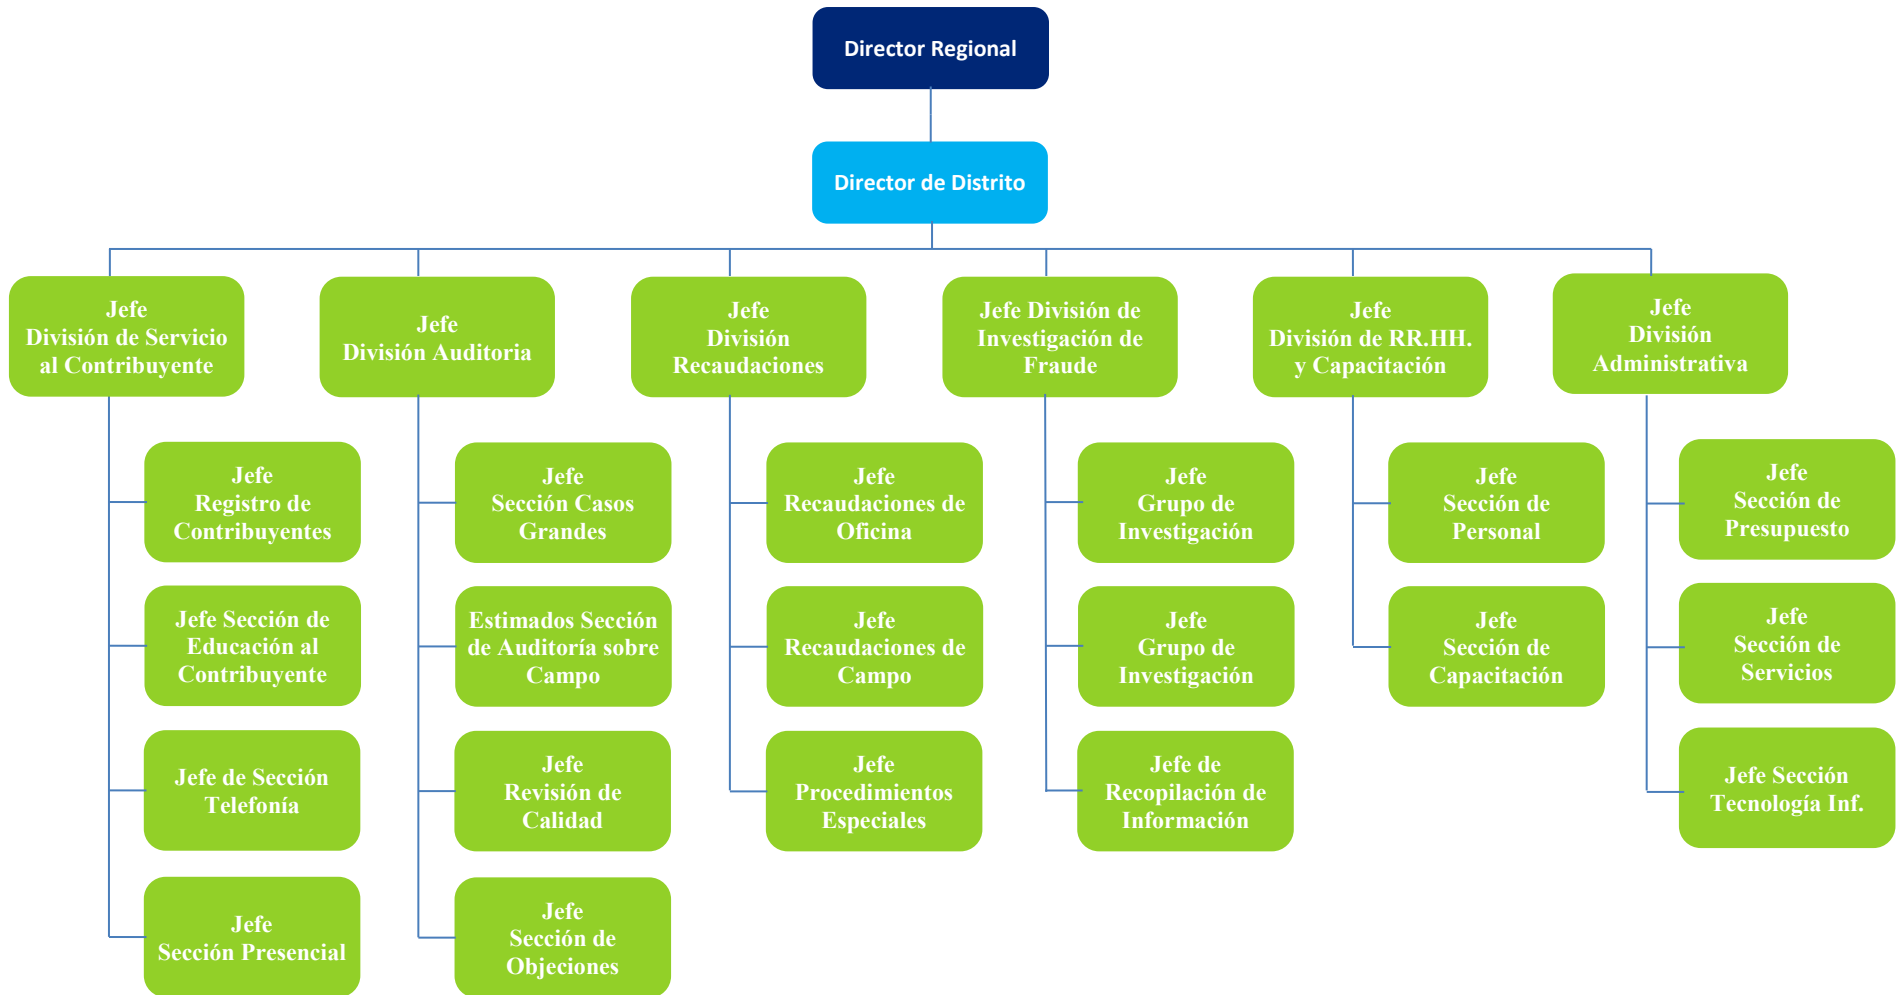 Director Regional
Director de Distrito
Jefe
División de Servicio
al Contribuyente
Jefe
División Auditoria
Jefe
División
Recaudaciones
Jefe División de
Investigación de
Fraude
Jefe
División de RR.HH.
y Capacitación
Jefe
División
Administrativa
Jefe
Registro de
Contribuyentes
Jefe
Sección Casos
Grandes
Jefe
Recaudaciones de
Oficina
Jefe
Grupo de
Investigación
Jefe
Sección de
Personal
Jefe
Sección de
Presupuesto
Jefe Sección de
Educación al
Contribuyente
Estimados Sección
de Auditoría sobre
Campo
Jefe
Recaudaciones de
Campo
Jefe
Grupo de
Investigación
Jefe
Sección de
Capacitación
Jefe
Sección de
Servicios
Jefe de Sección
Telefonía
Jefe
Revisión de
Calidad
Jefe
Procedimientos
Especiales
Jefe de
Recopilación de
Información
Jefe Sección
Tecnología Inf.
Jefe
Sección Presencial
Jefe
Sección de
Objeciones